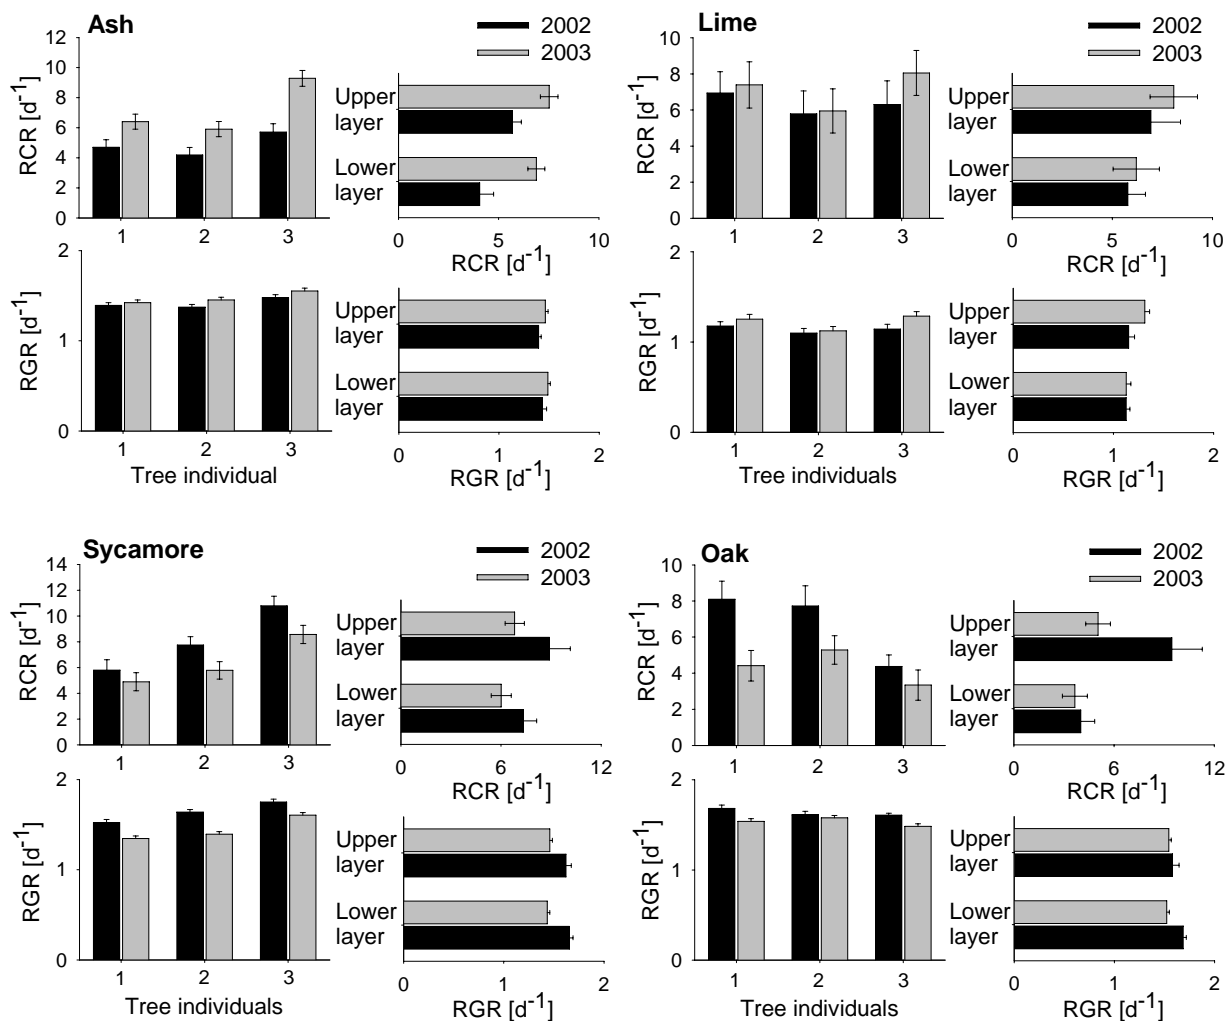 Ash
2002
2003
12
10
8
6
4
2
0
RCR [d-1]
1
2
3
Upper
layer
Lower
layer
0
5
10
RCR [d-1]
2
1
0
RGR [d-1]
1
2
3
Tree individual
Upper
layer
Lower
layer
0
1
2
RGR [d-1]
Lime
2002
2003
10
8
6
4
2
0
RCR [d-1]
1
2
3
Upper
layer
Lower
layer
0
5
10
RCR [d-1]
2
1
0
RGR [d-1]
1
2
3
Tree individuals
Upper
layer
Lower
layer
0
1
2
RGR [d-1]
Sycamore
2002
2003
14
12
10
8
6
4
2
0
RCR [d-1]
1
2
3
Upper
layer
Lower
layer
0
6
12
RCR [d-1]
2
1
0
RGR [d-1]
1
2
3
Tree individuals
Upper
layer
Lower
layer
0
1
2
RGR [d-1]
Oak
2002
2003
10
8
6
4
2
0
RCR [d-1]
1
2
3
Upper
layer
Lower
layer
0
6
12
RCR [d-1]
2
1
0
RGR [d-1]
1
2
3
Tree individuals
Upper
layer
Lower
layer
0
1
2
RGR [d-1]